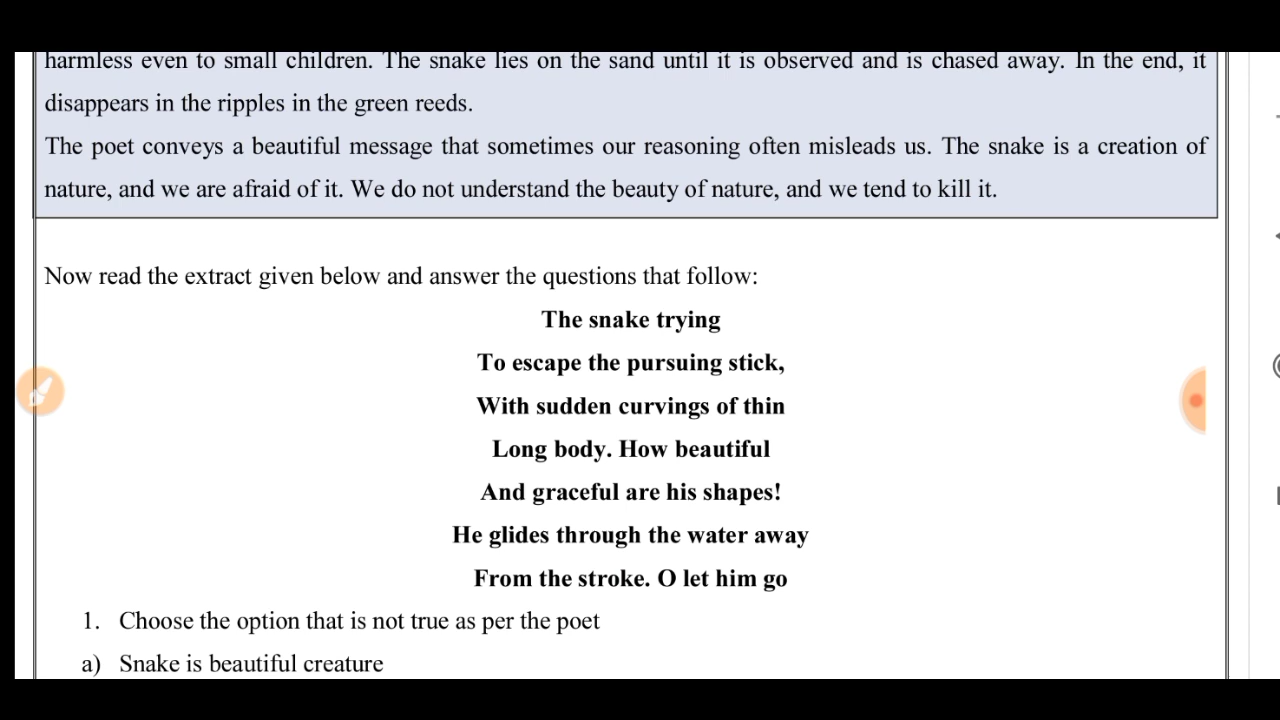 harmless even to small children. The snake lies on the sand until it is observed and is chased away. In the end, it
disappears in the ripples in the green reeds.
The poet conveys a beautiful message that sometimes our reasoning often misleads us. The snake is a creation of
nature, and we are afraid of it. We do not understand the beauty of nature, and we tend to kill it.
Now read the extract given below and answer the questions that follow:
The snake trying
To escape the pursuing stick,
With sudden curvings of thin
Long body. How beautiful
And graceful are his shapes!
He glides through the water away
From the stroke. O let him go
1. Choose the option that is not true as per the poet
a) Snake is beautiful creature